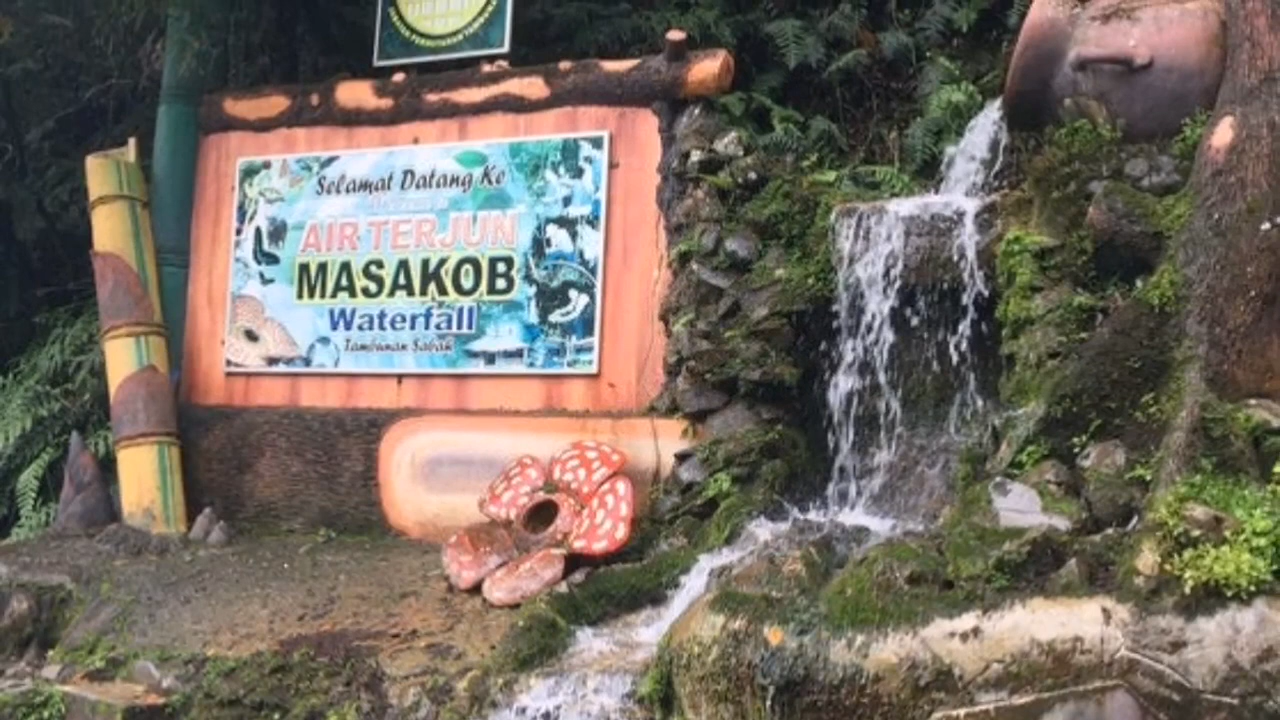 Selamat Datang Ke
AIR TERJUN
MASAKOB
Waterfall
Tambunan Sabah